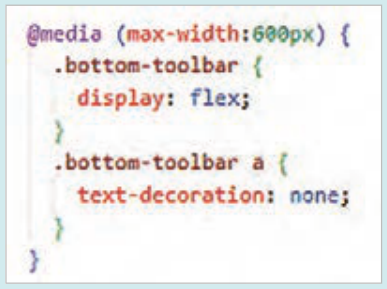 @media (max-width:600px) {
.bottom-toolbar {
display: flex;
}
.bottom-toolbar a {
text-decoration: none;
}
}